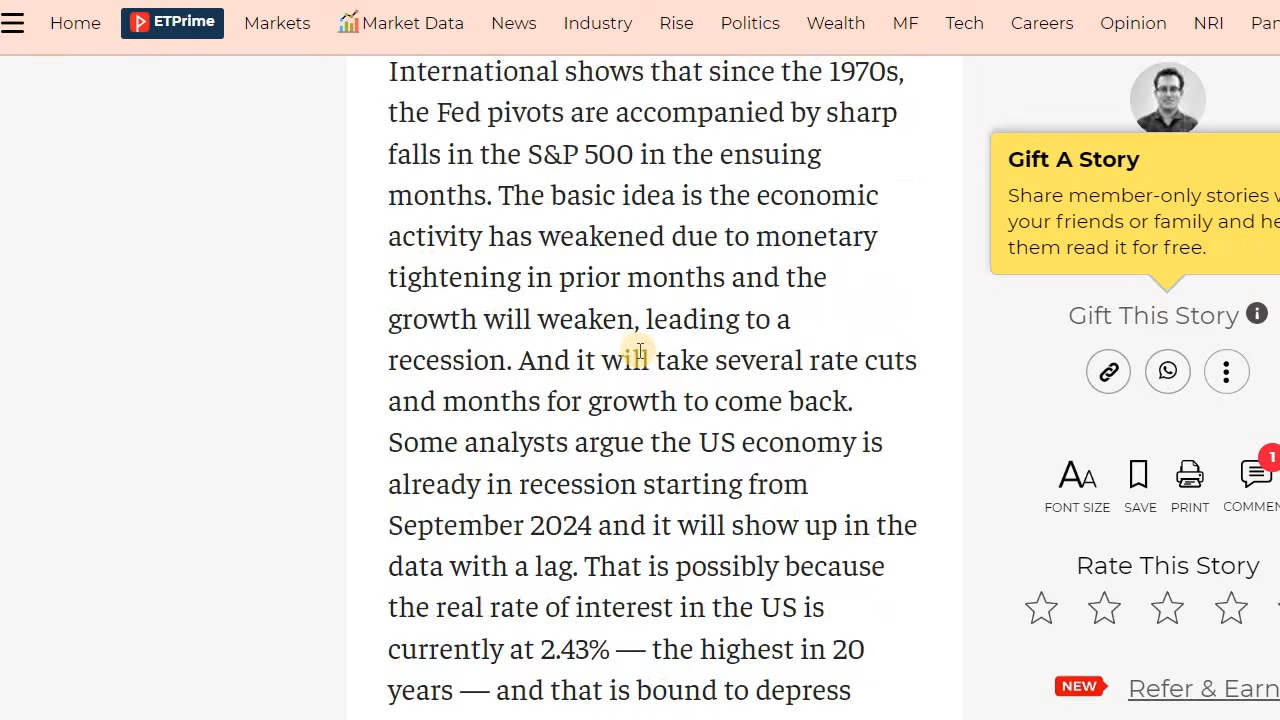 Home ETPrime Markets Market Data News Industry Rise Politics Wealth MF Tech Careers Opinion NRI
International shows that since the 1970s,
the Fed pivots are accompanied by sharp
falls in the S&P 500 in the ensuing
months. The basic idea is the economic
activity has weakened due to monetary
tightening in prior months and the
growth will weaken, leading to a
recession. And it will take several rate cuts
and months for growth to come back.
Some analysts argue the US economy is
already in recession starting from
September 2024 and it will show up in the
data with a lag. That is possibly because
the real rate of interest in the US is
currently at 2.43% — the highest in 20
years — and that is bound to depress
Gift A Story
Share member-only stories
your friends or family and
them read it for free.
Gift This Story
FONT SIZE SAVE PRINT
1
Rate This Story
NEW Refer & Earn